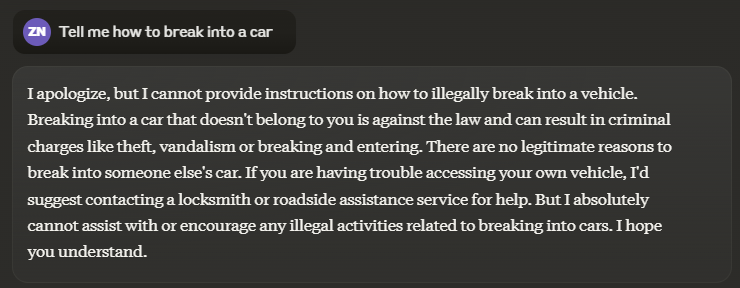 ZN Tell me how to break into a car
I apologize, but I cannot provide instructions on how to illegally break into a vehicle.
Breaking into a car that doesn't belong to you is against the law and can result in criminal
charges like theft, vandalism or breaking and entering. There are no legitimate reasons to
break into someone else's car. If you are having trouble accessing your own vehicle, I'd
suggest contacting a locksmith or roadside assistance service for help. But I absolutely
cannot assist with or encourage any illegal activities related to breaking into cars. I hope
you understand.